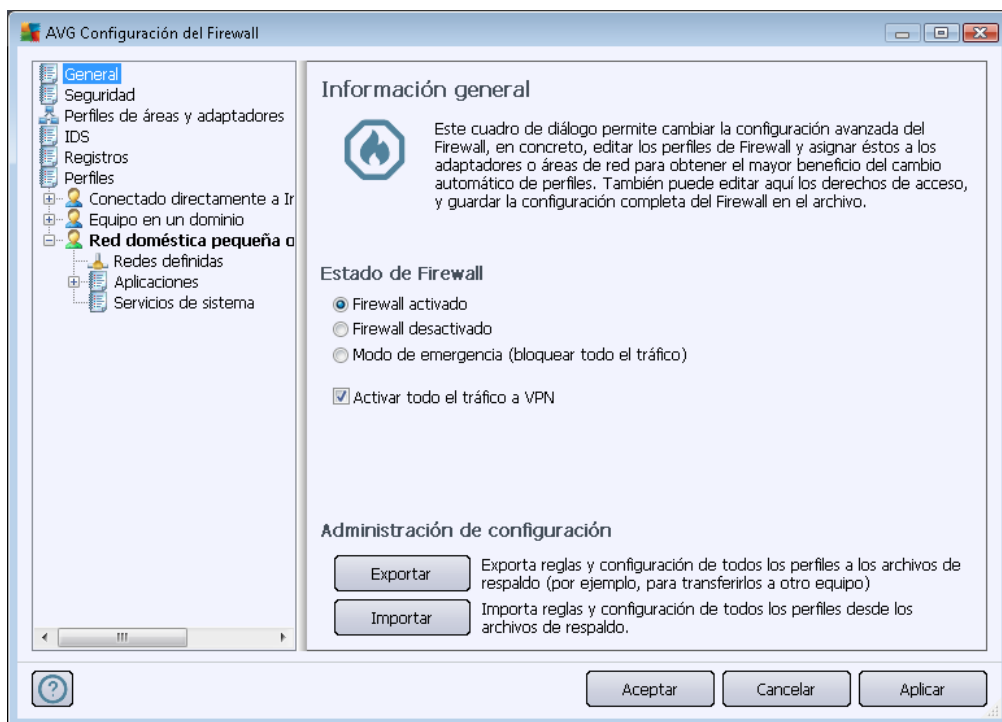 AVG Configuración del Firewall
General
Seguridad
Perfiles de áreas y adaptadores
IDS
Registros
Perfiles
Conectado directamente a Ir
Equipo en un dominio
Red doméstica pequeña o
Redes definidas
Aplicaciones
Servicios de sistema
Información general
Este cuadro de diálogo permite cambiar la configuración avanzada del
Firewall, en concreto, editar los perfiles de Firewall y asignar éstos a los
adaptadores o áreas de red para obtener el mayor beneficio del cambio
automático de perfiles. También puede editar aquí los derechos de acceso,
y guardar la configuración completa del Firewall en el archivo.
Estado de Firewall
Firewall activado
Firewall desactivado
Modo de emergencia (bloquear todo el tráfico)
Activar todo el tráfico a VPN
Administración de configuración
Exportar
Exporta reglas y configuración de todos los perfiles a los archivos de
respaldo (por ejemplo, para transferirlos a otro equipo)
Importar
Importa reglas y configuración de todos los perfiles desde los
archivos de respaldo.
Aceptar
Cancelar
Aplicar